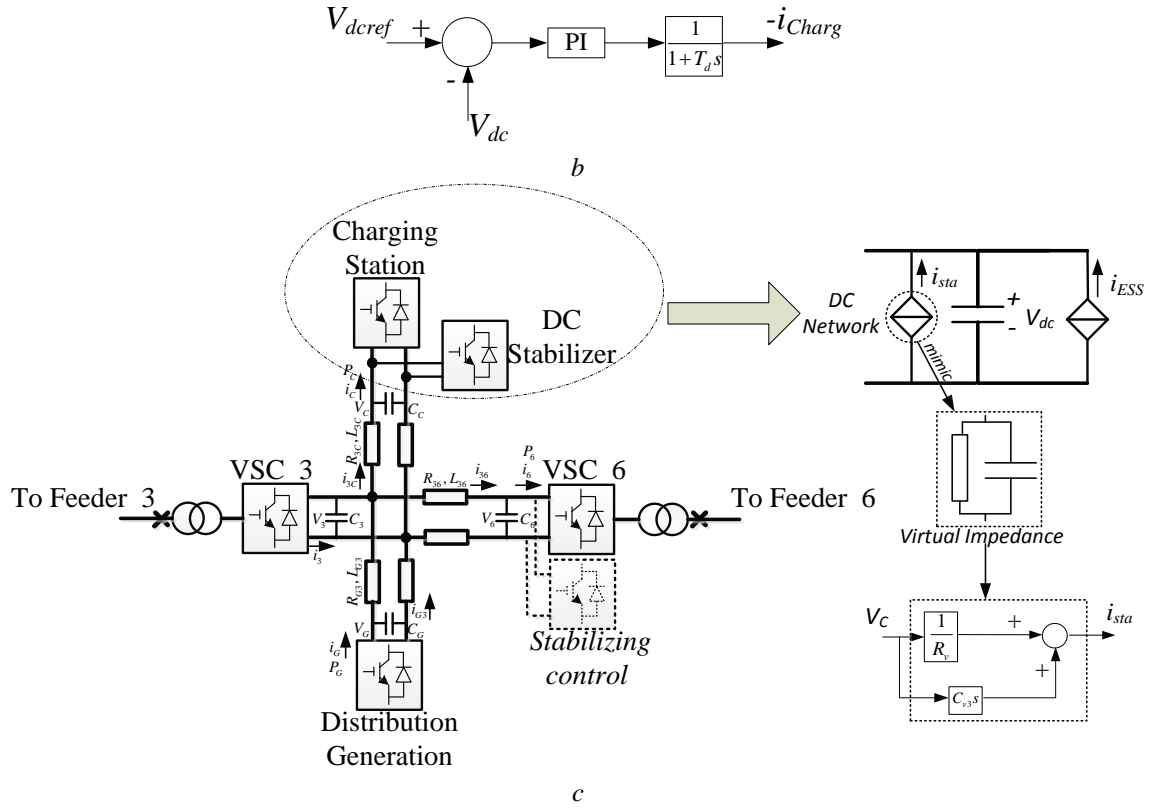 V_dcref
+
-
V_dc
PI
1
1+T_d s
-i_Charg
b
Charging
Station
DC
Stabilizer
P_C
i_C
V_C
C_C
R_3C, L_3C
i_3C
VSC 3
To Feeder 3
V_3
C_3
i_3
R_36, L_36
i_36
P_6
i_6
V_6
C_6
VSC 6
To Feeder 6
R_G3, L_G3
i_G3
V_G
C_G
i_G
P_G
Stabilizing
control
Distribution
Generation
DC
Network
i_sta
+
-
V_dc
i_ESS
mimic
Virtual Impedance
V_C
1
R_v
C_v3 s
+
+
i_sta
c